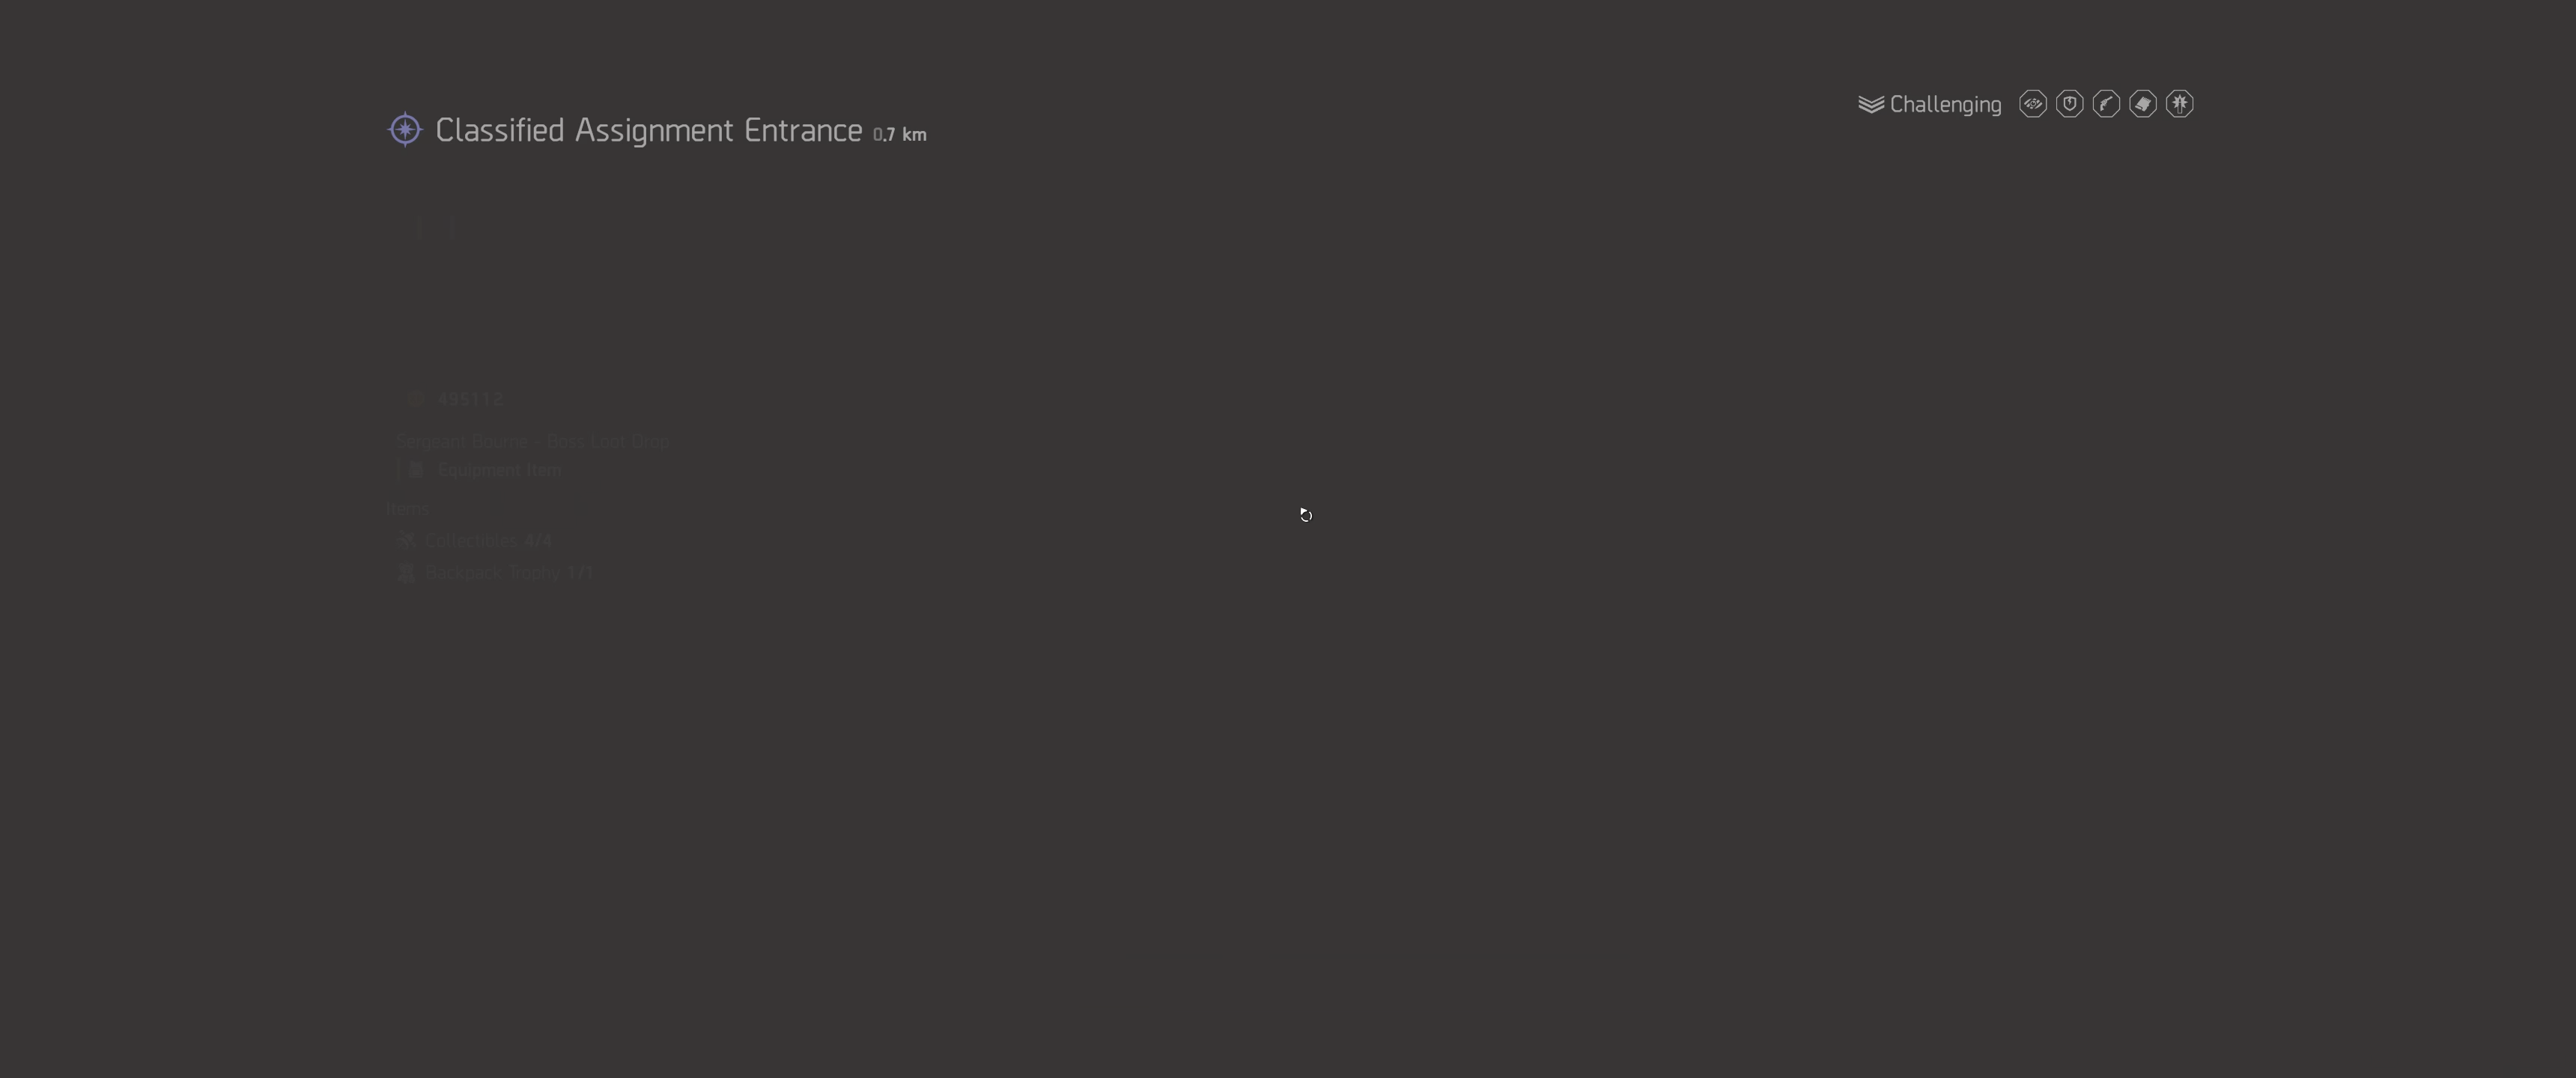 Challenging
Classified Assignment Entrance 0.7 km
495112
Sergeant Bourne - Boss Loot Drop
Equipment Item
Items
Collectibles 4/4
Backpack Trophy 1/1